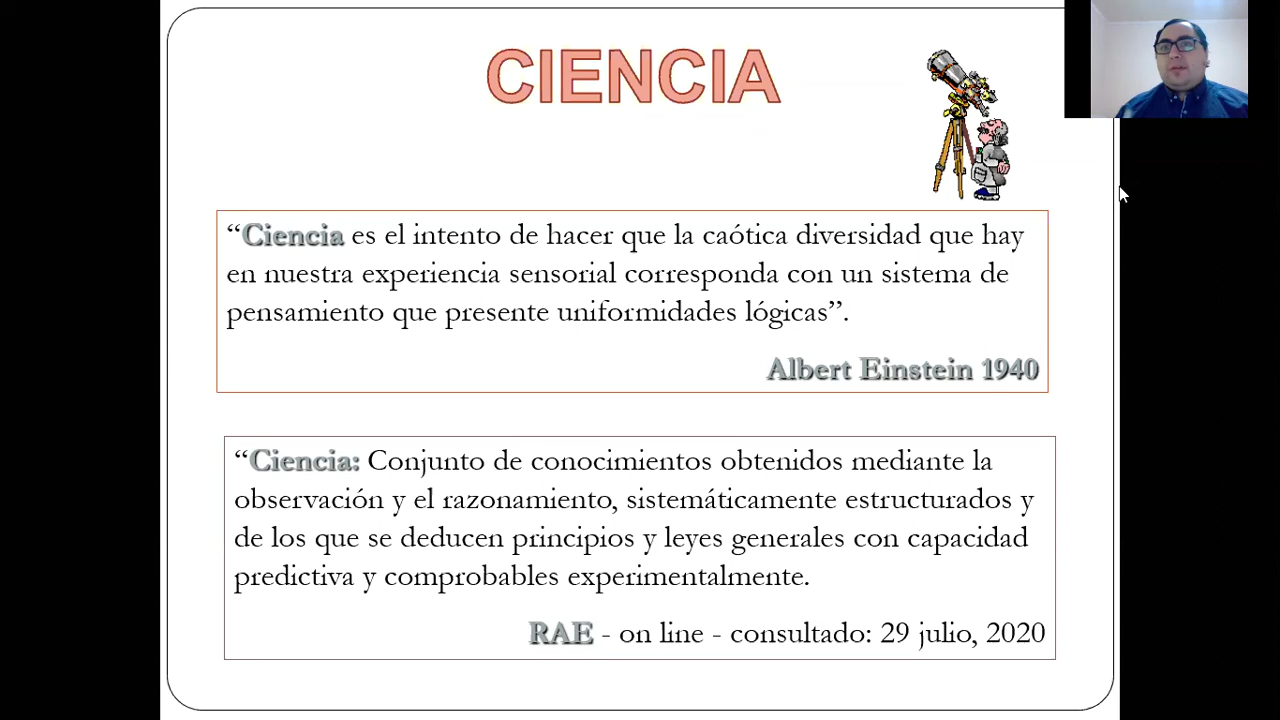 CIENCIA
“Ciencia es el intento de hacer que la caótica diversidad que hay
en nuestra experiencia sensorial corresponda con un sistema de
pensamiento que presente uniformidades lógicas”.
Albert Einstein 1940
“Ciencia: Conjunto de conocimientos obtenidos mediante la
observación y el razonamiento, sistemáticamente estructurados y
de los que se deducen principios y leyes generales con capacidad
predictiva y comprobables experimentalmente.
RAE - on line - consultado: 29 julio, 2020